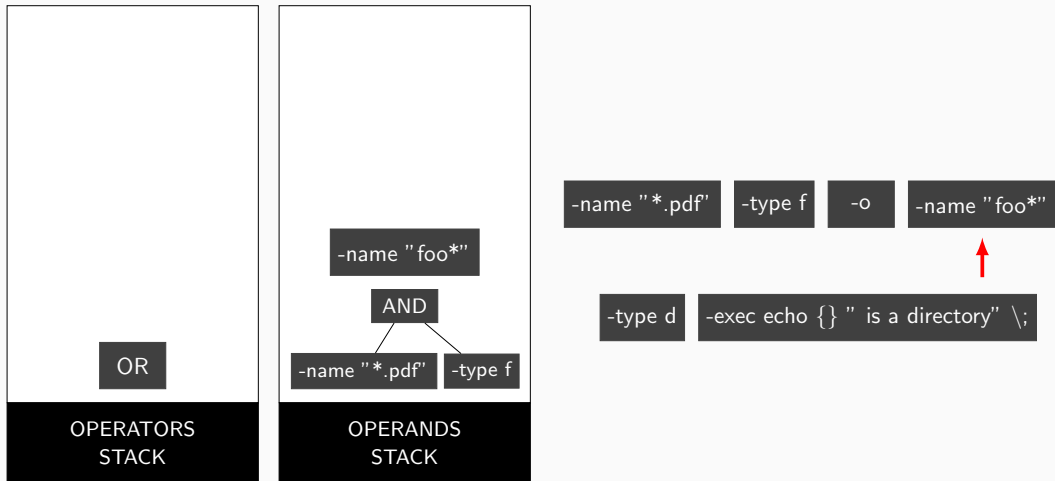 OR
OPERATORS
STACK
-name "foo*"
AND
-name "*.pdf" -type f
OPERANDS
STACK
-name "*.pdf" -type f -o -name "foo*"
-type d -exec echo {} " is a directory" \;